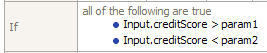 all of the following are true
If
Input.creditScore > param1
Input.creditScore < param2